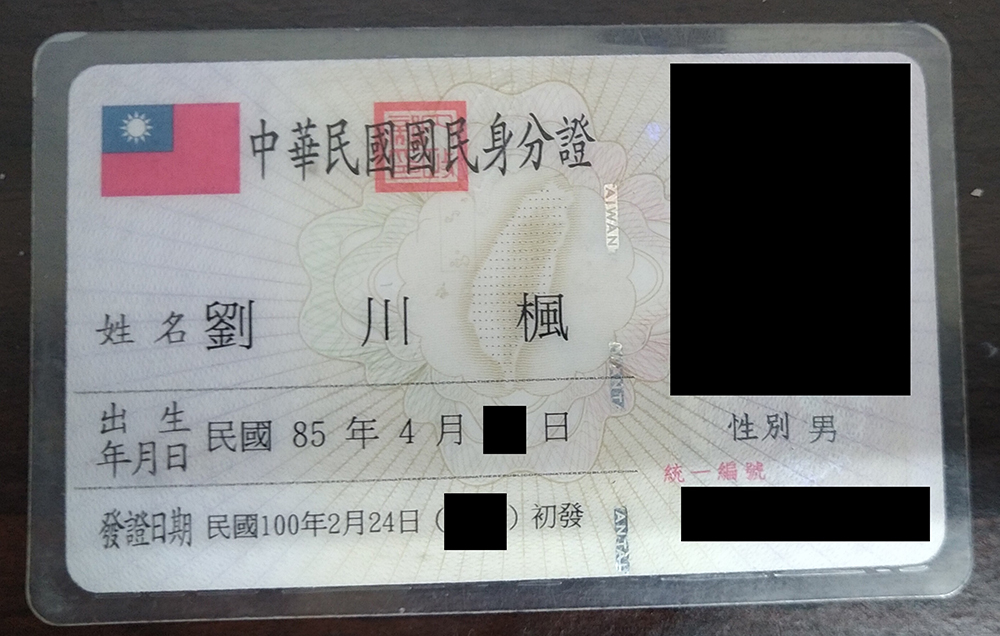 中華民國國民身分證
TAIWAN
姓名 劉川楓
TAIWAN
出生
年月日 民國 85 年 4 月 日
性別 男
統一編號
發證日期 民國100年2月24日（ ）初發